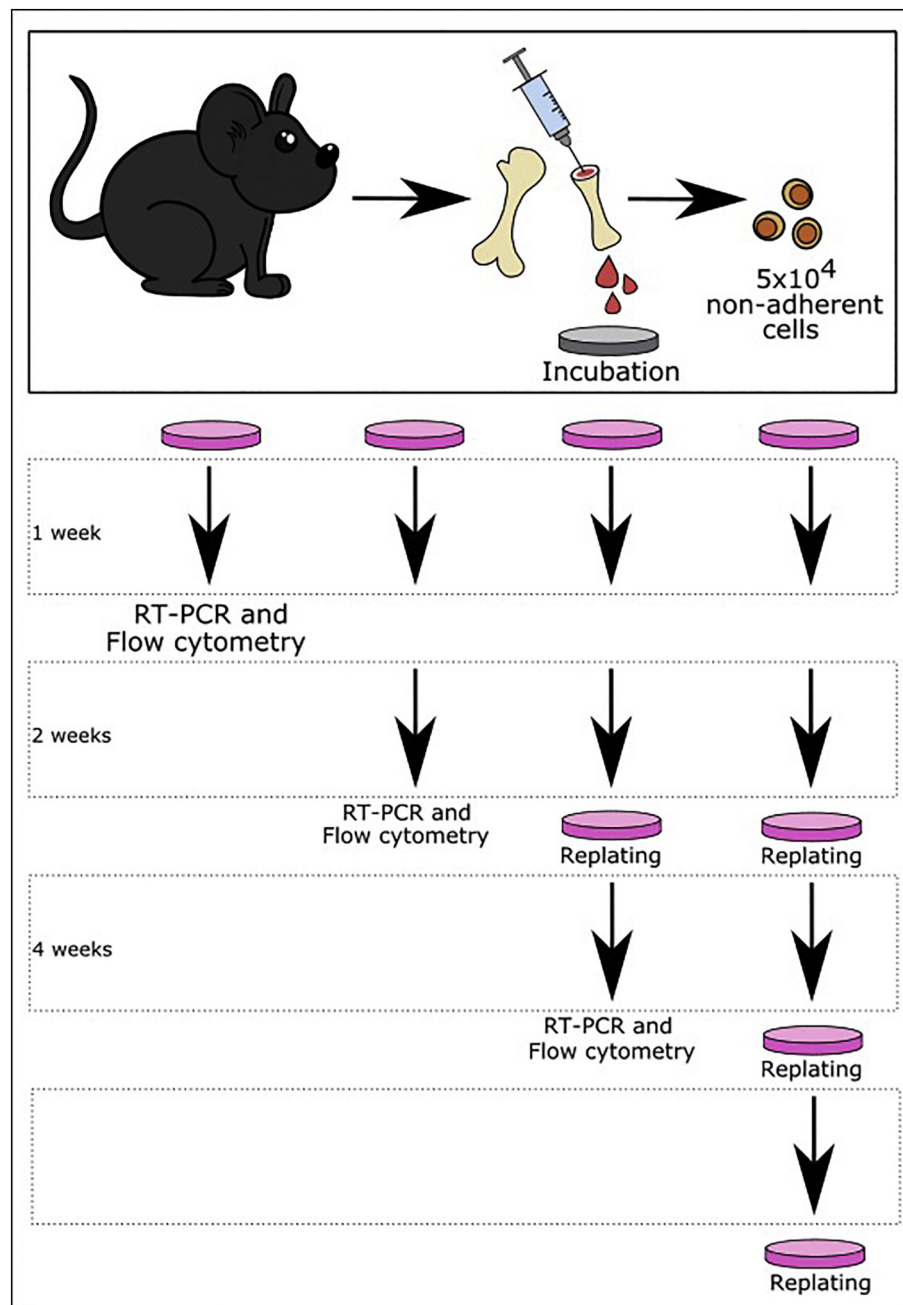 Incubation
5x10⁴
non-adherent
cells
1 week
RT-PCR and
Flow cytometry
2 weeks
RT-PCR and
Flow cytometry
Replating
Replating
4 weeks
RT-PCR and
Flow cytometry
Replating
Replating